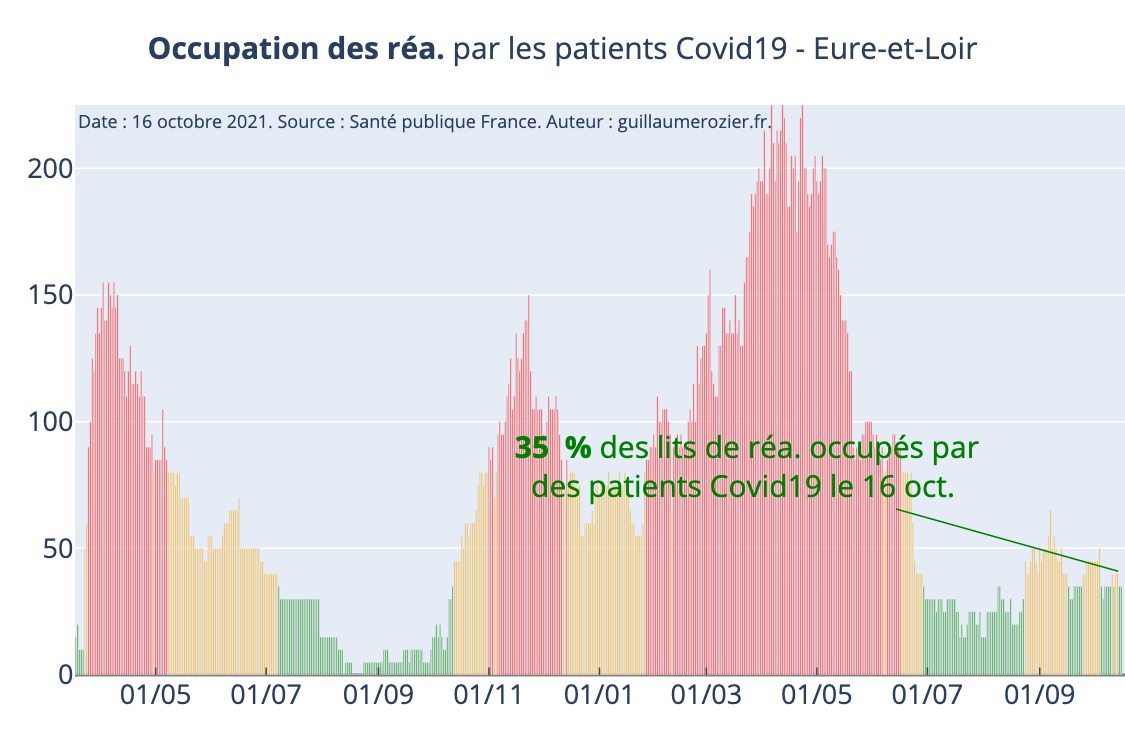 Occupation des réa. par les patients Covid19 - Eure-et-Loir
Date : 16 octobre 2021. Source : Santé publique France. Auteur : guillaumerozier.fr.
200
150
100
35 % des lits de réa. occupés par
des patients Covid19 le 16 oct.
50
0
01/05 01/07 01/09 01/11 01/01 01/03 01/05 01/07 01/09